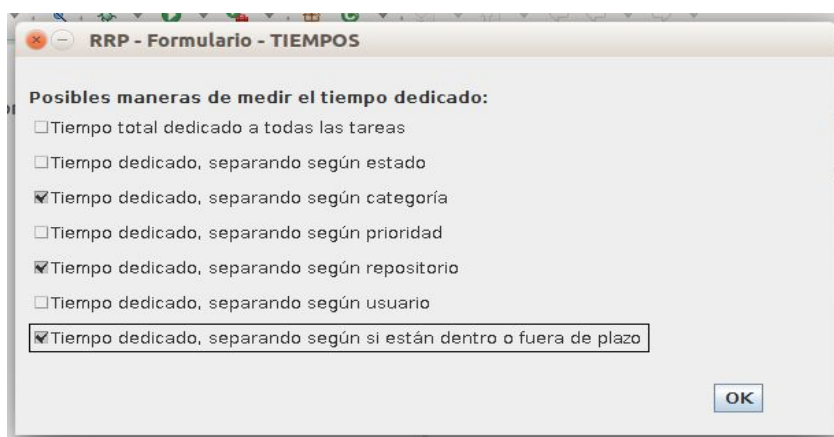 RRP - Formulario - TIEMPOS
Posibles maneras de medir el tiempo dedicado:
Tiempo total dedicado a todas las tareas
Tiempo dedicado, separando según estado
Tiempo dedicado, separando según categoría
Tiempo dedicado, separando según prioridad
Tiempo dedicado, separando según repositorio
Tiempo dedicado, separando según usuario
Tiempo dedicado, separando según si están dentro o fuera de plazo
OK